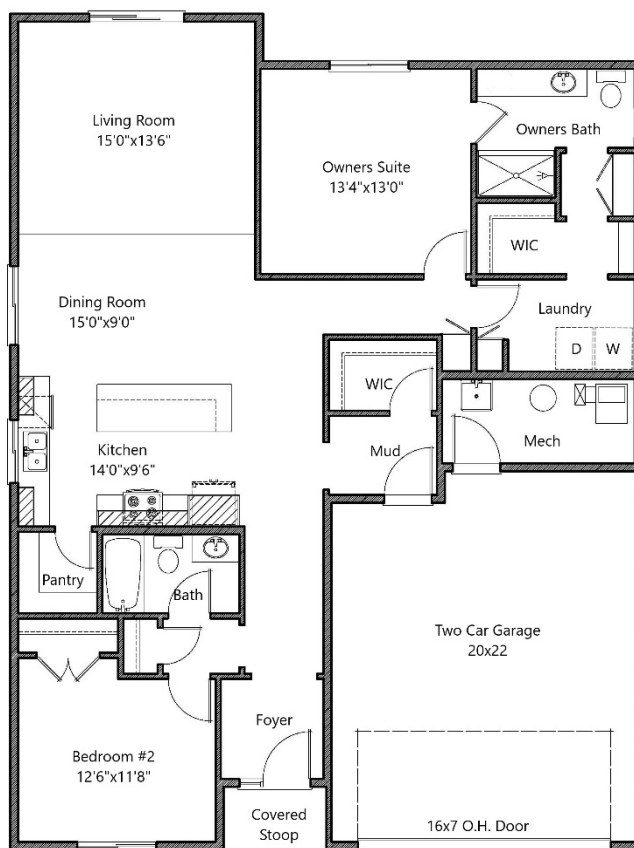 Living Room
15'0"x13'6"
Owners Suite
13'4"x13'0"
Owners Bath
WIC
Dining Room
15'0"x9'0"
Laundry
D
W
WIC
Kitchen
14'0"x9'6"
Mud
Mech
Pantry
Bath
Two Car Garage
20x22
Foyer
Bedroom #2
12'6"x11'8"
Covered
Stoop
16x7 O.H. Door